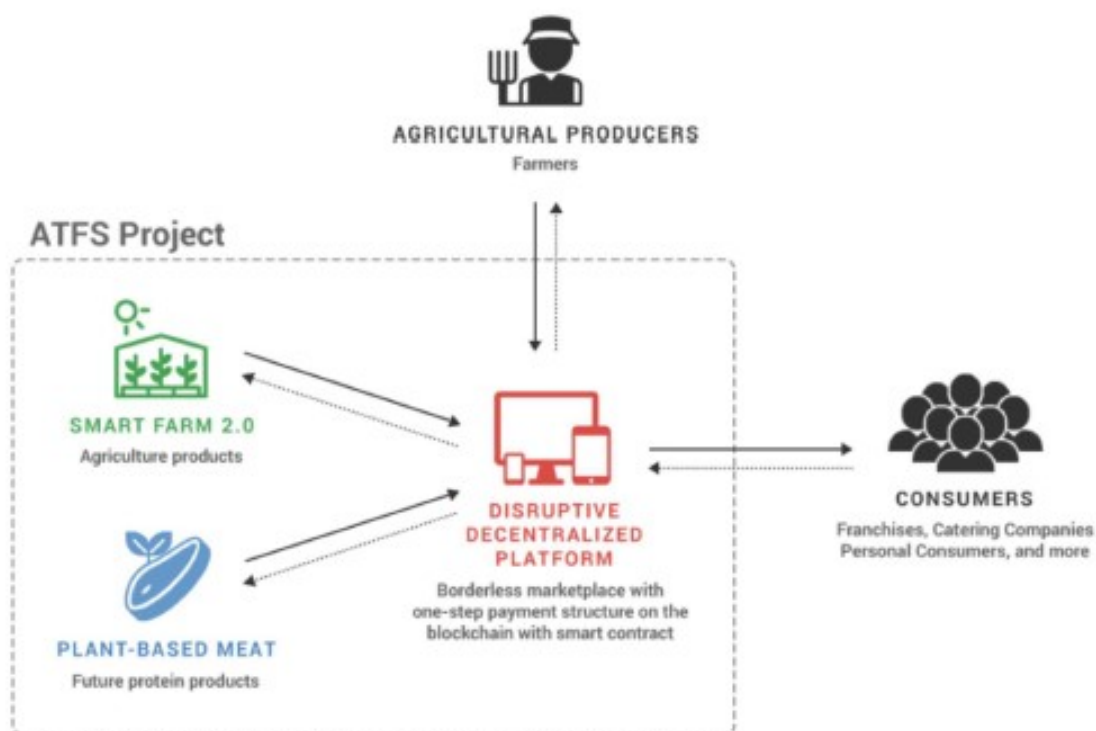 AGRICULTURAL PRODUCERS
Farmers
ATFS Project
SMART FARM 2.0
Agriculture products
DISRUPTIVE
DECENTRALIZED
PLATFORM
Borderless marketplace with
one-step payment structure on the
blockchain with smart contract
CONSUMERS
Franchises, Catering Companies
Personal Consumers, and more
PLANT-BASED MEAT
Future protein products